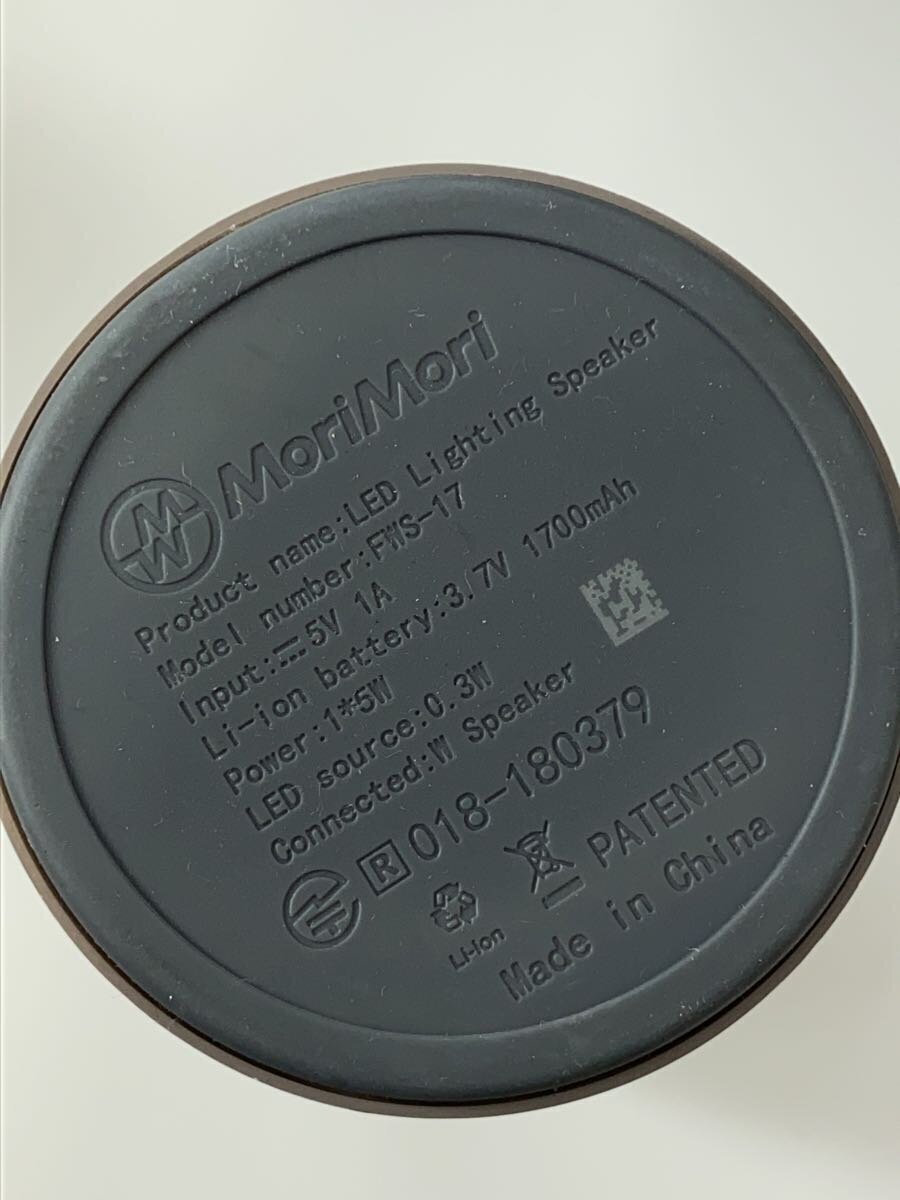 MW MoriMori
Product name:LED Lighting Speaker
Model number:FWS-17
Input:⎓5V 1A
Li-ion battery:3.7V 1700mAh
Power:1*5W
LED source:0.3W
Connected:W Speaker
R 018-180379
Li-ion
PATENTED
Made in China